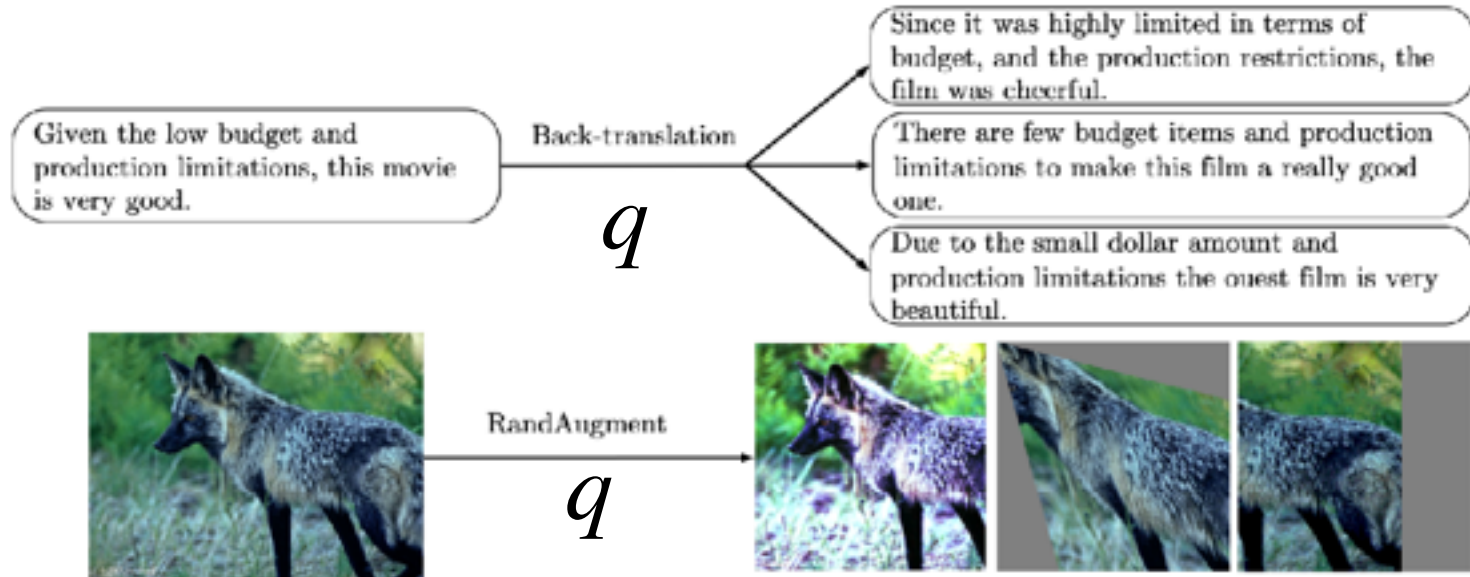 Since it was highly limited in terms of
budget, and the production restrictions, the
film was cheerful.
Given the low budget and
production limitations, this movie
is very good.
Back-translation
q
There are few budget items and production
limitations to make this film a really good
one.
Due to the small dollar amount and
production limitations the ouest film is very
beautiful.
RandAugment
q